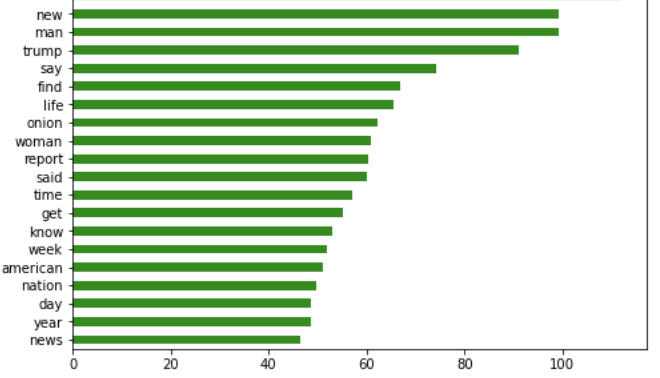 new
man
trump
say
find
life
onion
woman
report
said
time
get
know
week
american
nation
day
year
news
0 20 40 60 80 100